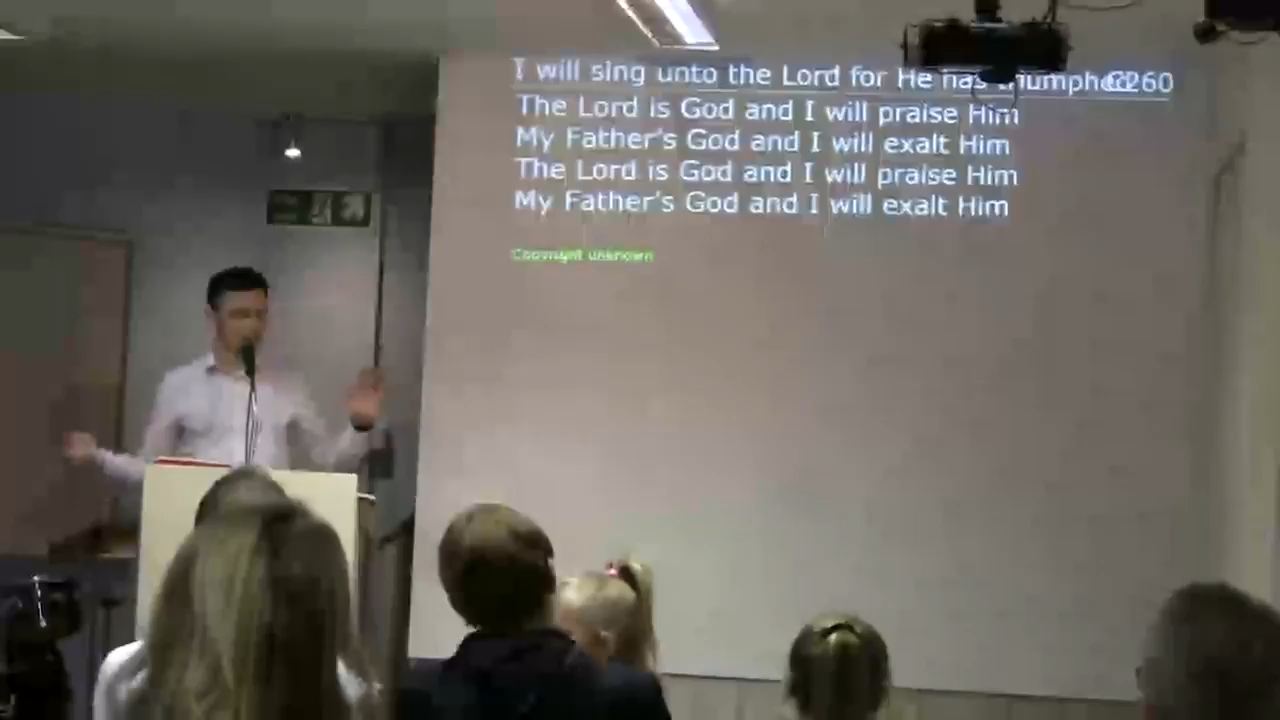 I will sing unto the Lord for He has triumphed C260
The Lord is God and I will praise Him
My Father's God and I will exalt Him
The Lord is God and I will praise Him
My Father's God and I will exalt Him
Copyright unknown